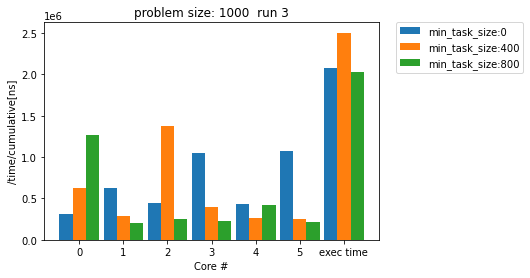 problem size: 1000  run 3
1e6
2.5
2.0
1.5
1.0
0.5
0.0
/time/cumulative[ns]
0 1 2 3 4 5 exec time
Core #
min_task_size:0
min_task_size:400
min_task_size:800